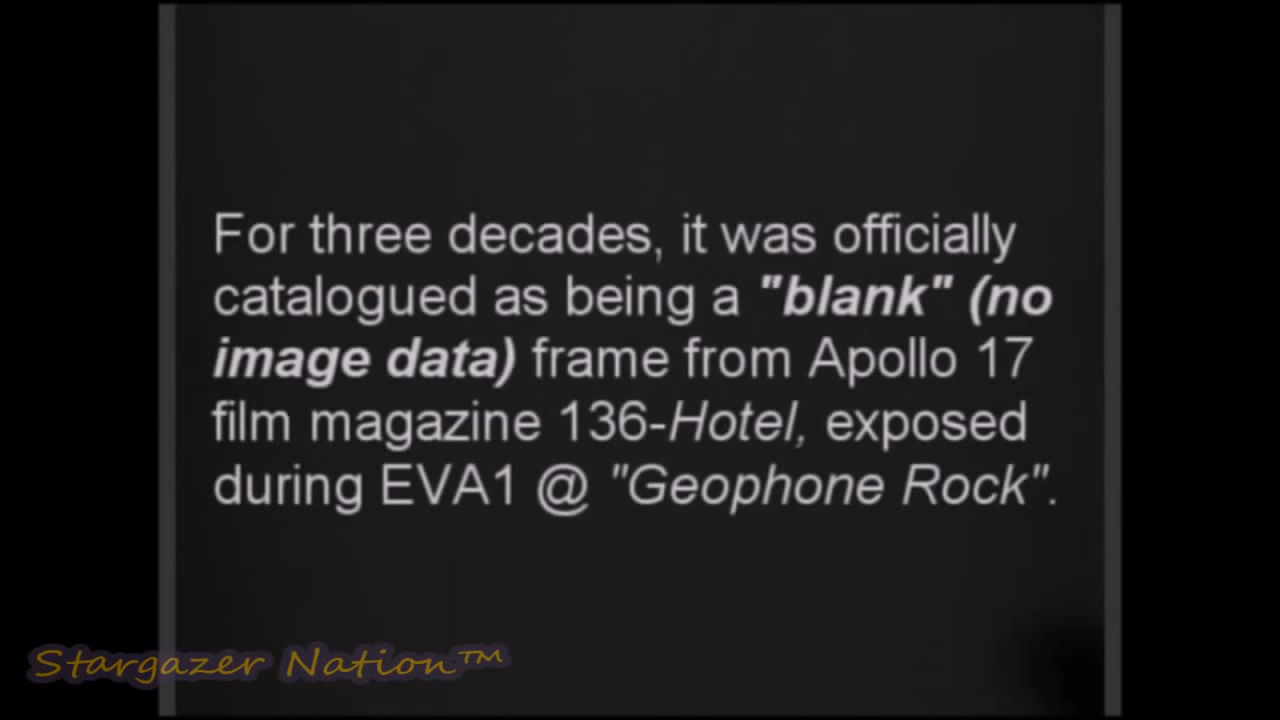 For three decades, it was officially
catalogued as being a "blank" (no
image data) frame from Apollo 17
film magazine 136-Hotel, exposed
during EVA1 @ "Geophone Rock".
Stargazer Nation™